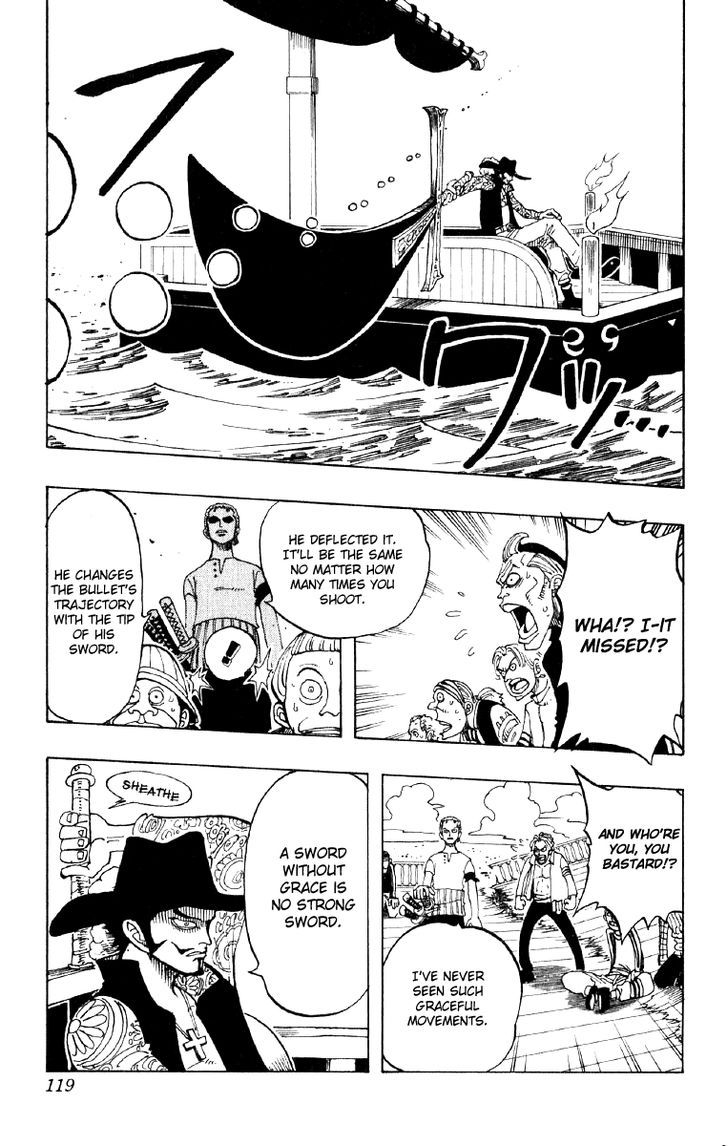 フ
ワッ……
WHA!? I-IT
MISSED!?
HE DEFLECTED IT.
IT'LL BE THE SAME
NO MATTER HOW
MANY TIMES YOU
SHOOT.
!
HE CHANGES
THE BULLET'S
TRAJECTORY
WITH THE TIP
OF HIS
SWORD.
AND WHO'RE
YOU, YOU
BASTARD!?
I'VE NEVER
SEEN SUCH
GRACEFUL
MOVEMENTS.
A SWORD
WITHOUT
GRACE IS
NO STRONG
SWORD.
SHEATHE
119